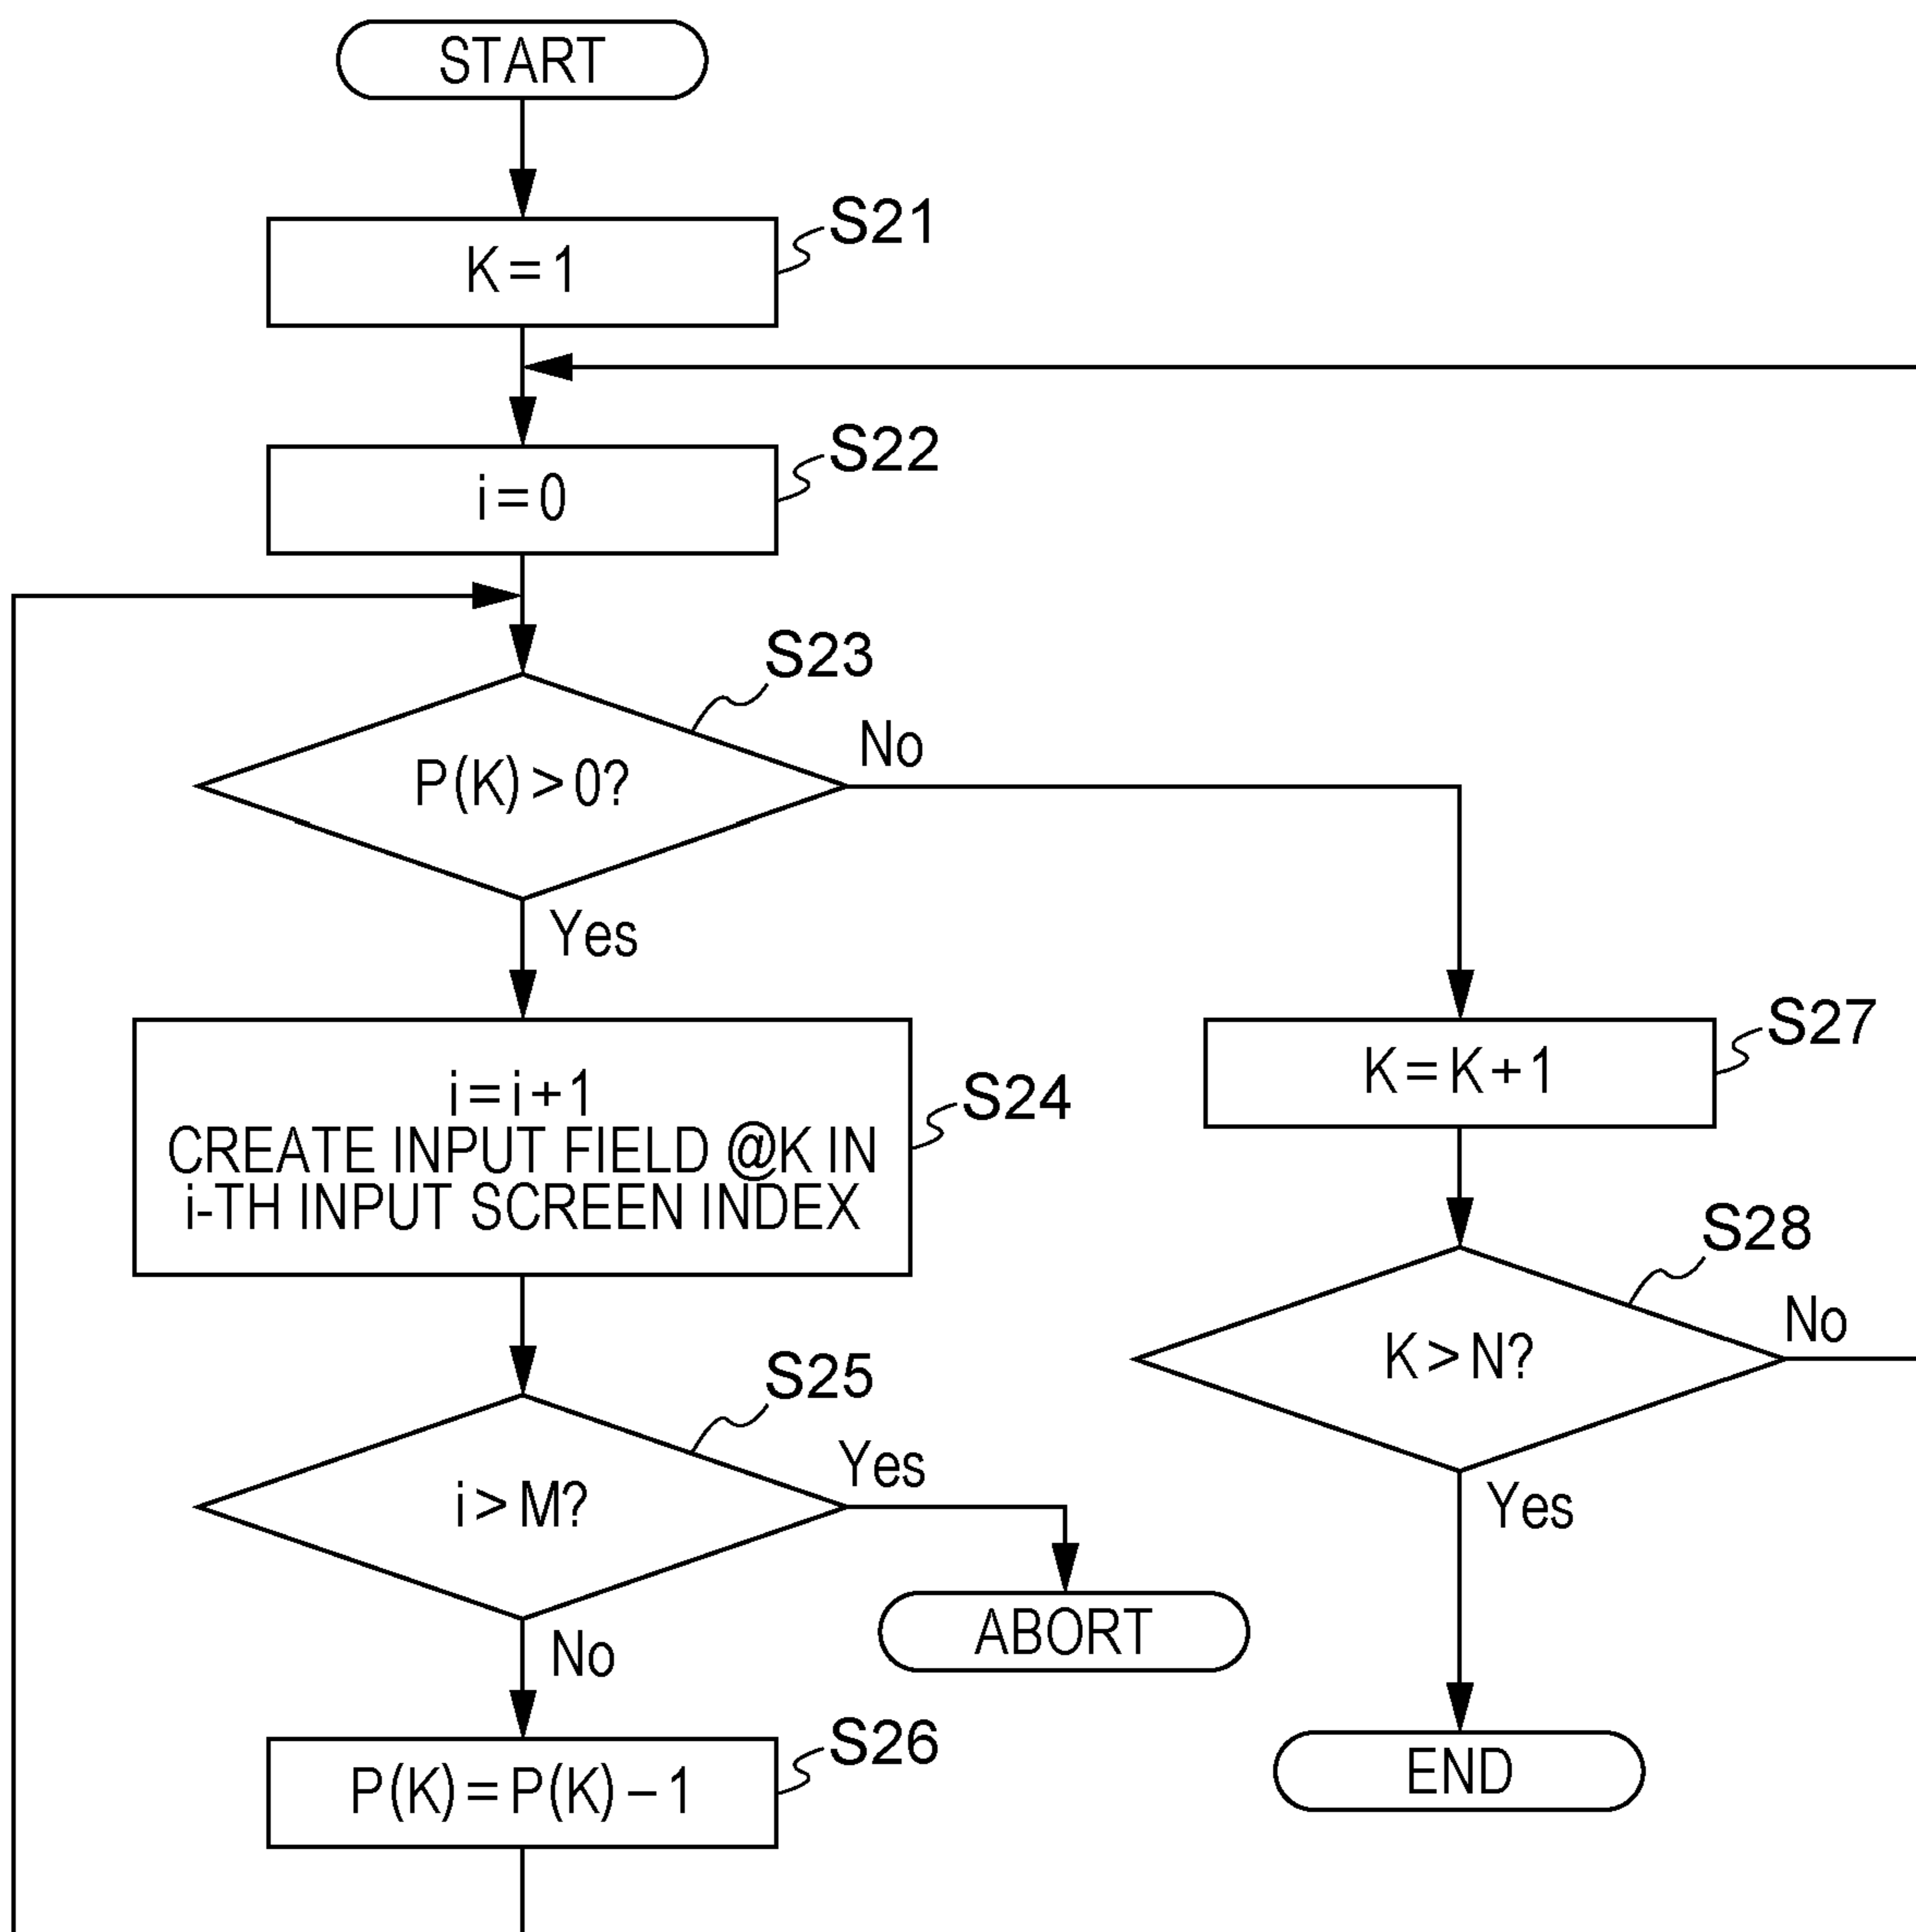 START
K=1
S21
i=0
S22
S23
P(K)>0?
No
Yes
i=i+1
CREATE INPUT FIELD @K IN
i-TH INPUT SCREEN INDEX
S24
K=K+1
S27
S28
K>N?
No
Yes
S25
i>M?
Yes
No
ABORT
P(K)=P(K)−1
S26
END